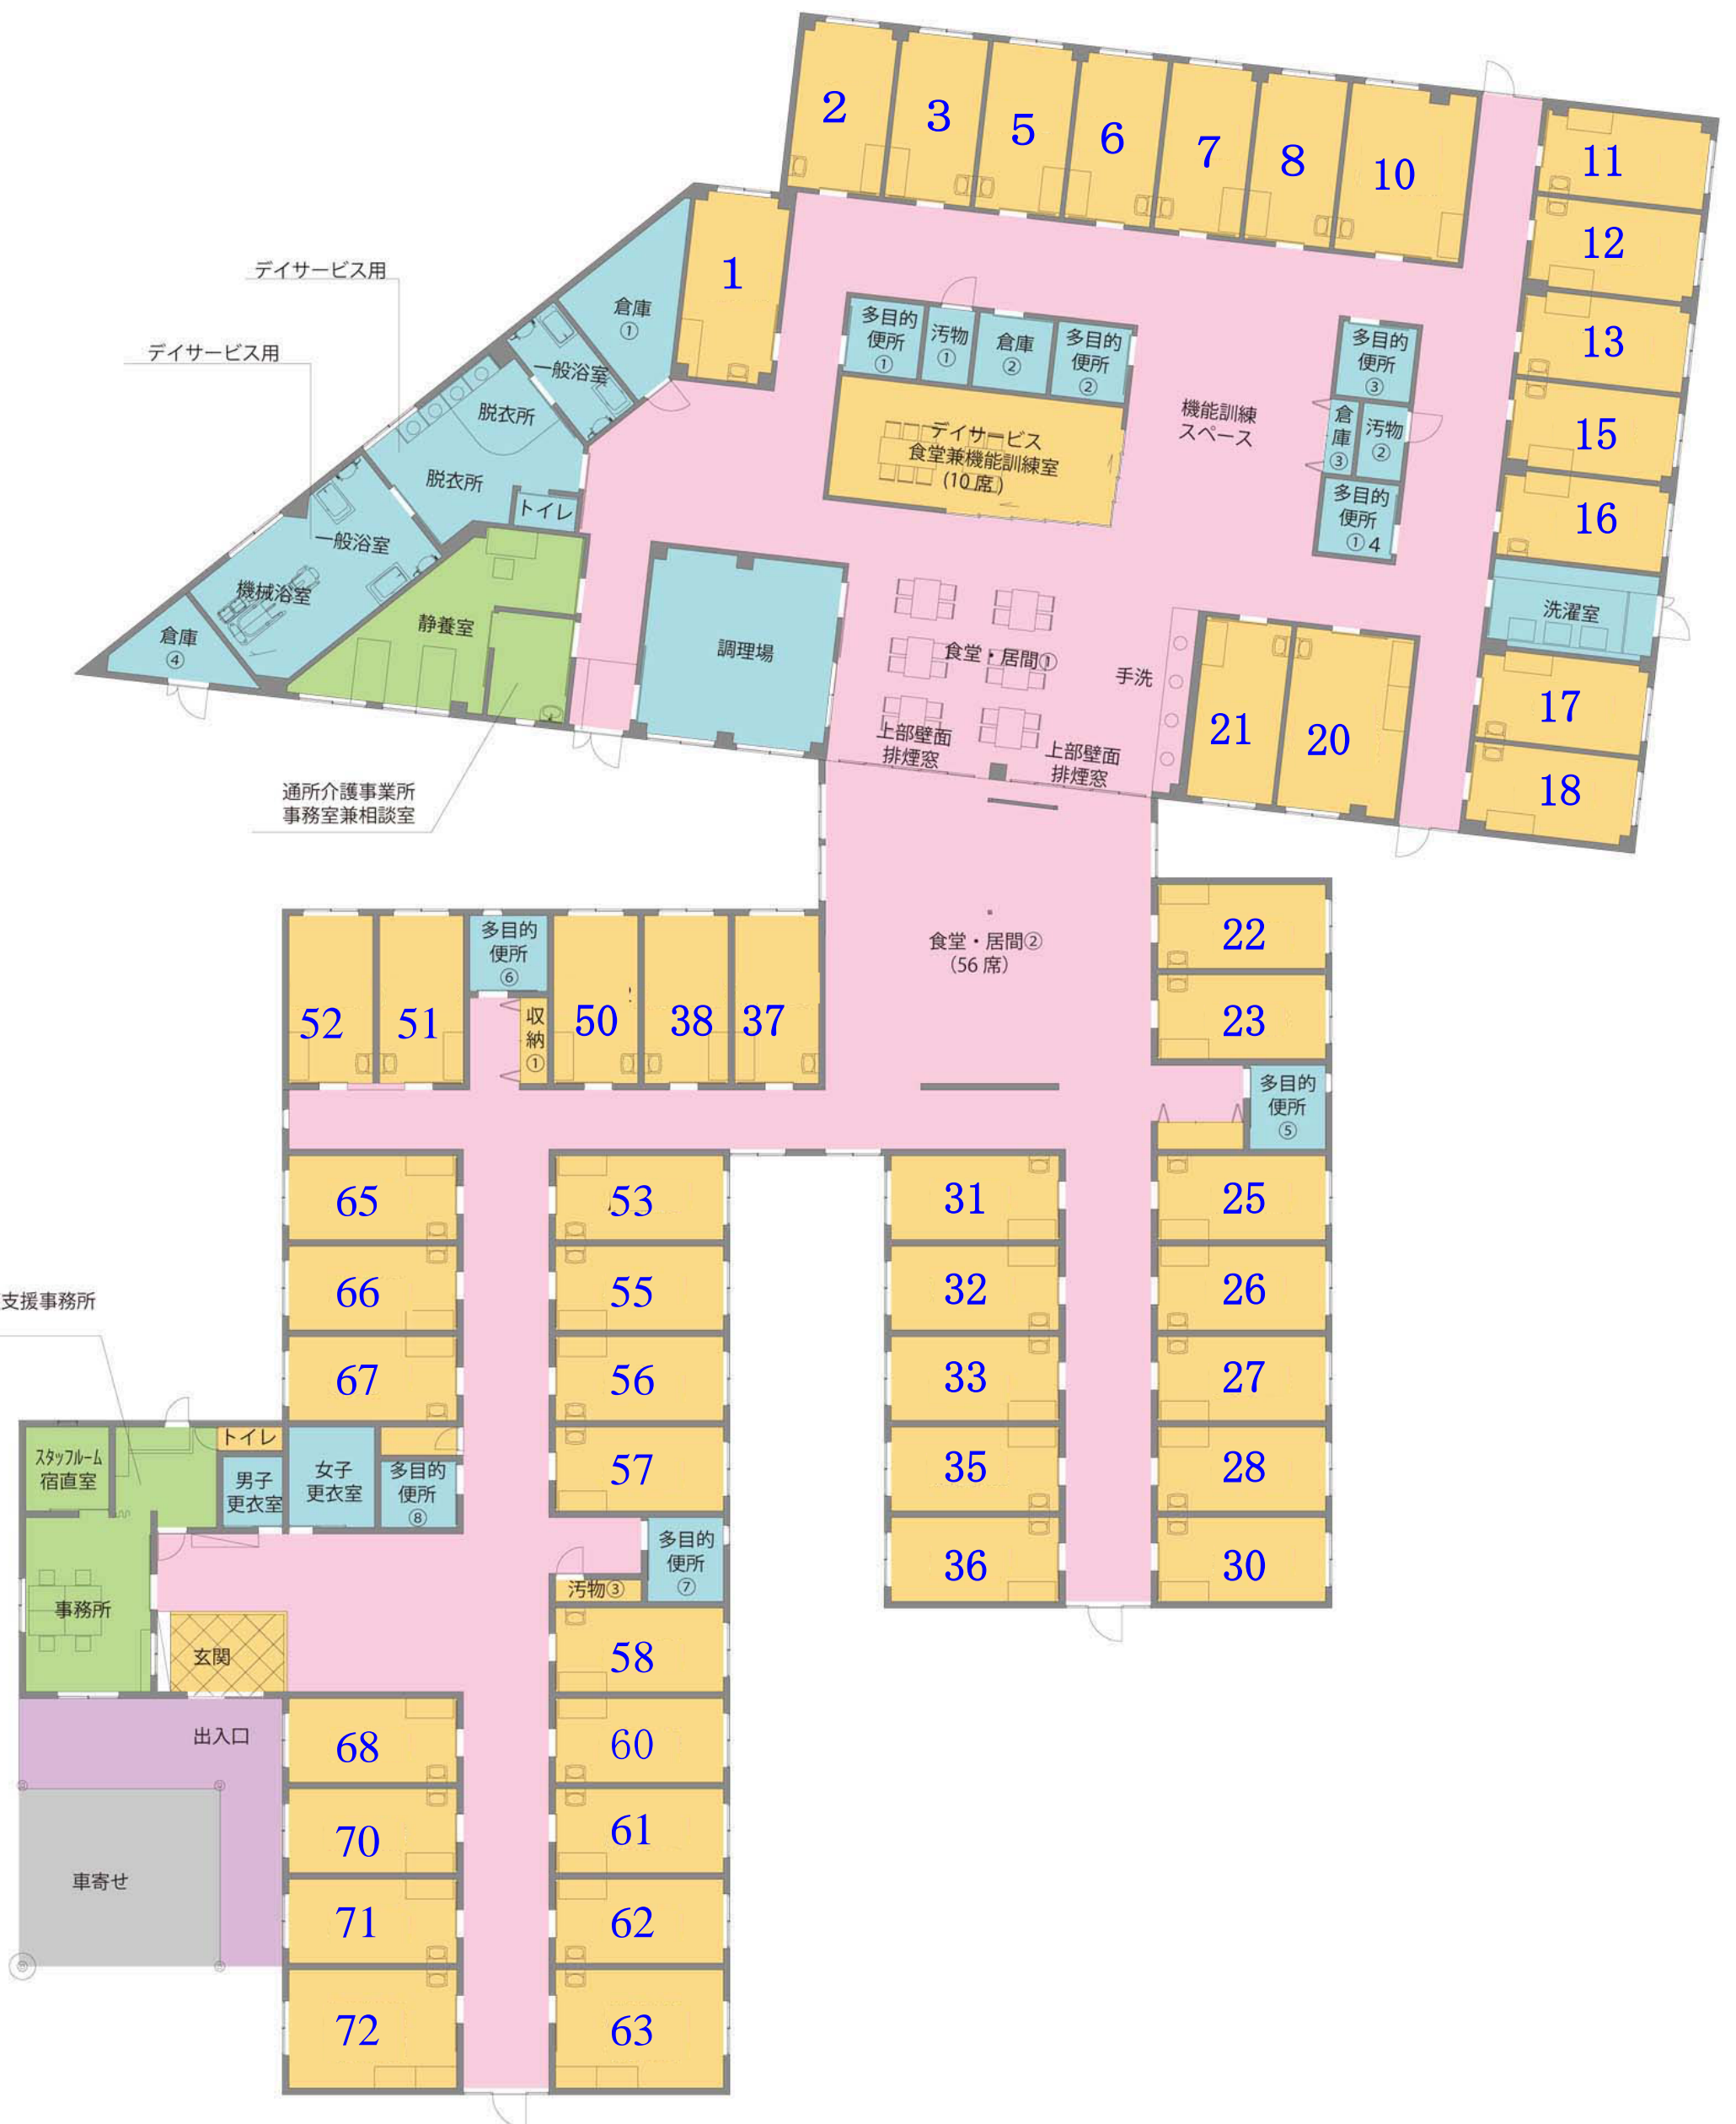 2
3
5
6
7
8
10
11
12
13
15
16
洗濯室
17
18
1
倉庫
①
デイサービス用
デイサービス用
一般浴室
脱衣所
脱衣所
トイレ
一般浴室
機械浴室
倉庫
④
静養室
通所介護事業所
事務室兼相談室
調理場
多目的
便所
①
汚物
①
倉庫
②
多目的
便所
②
デイサービス
食堂兼機能訓練室
(10席)
機能訓練
スペース
多目的
便所
③
倉
庫
③
汚物
②
多目的
便所
①4
食堂・居間①
手洗
上部壁面
排煙窓
上部壁面
排煙窓
21
20
食堂・居間②
(56席)
22
23
多目的
便所
⑤
52
51
多目的
便所
⑥
収
納
①
50
38
37
65
53
31
25
66
55
32
26
67
56
33
27
57
35
28
36
30
支援事務所
スタッフルーム
宿直室
トイレ
男子
更衣室
女子
更衣室
多目的
便所
⑧
多目的
便所
⑦
汚物③
事務所
玄関
58
出入口
68
60
70
61
車寄せ
71
62
72
63